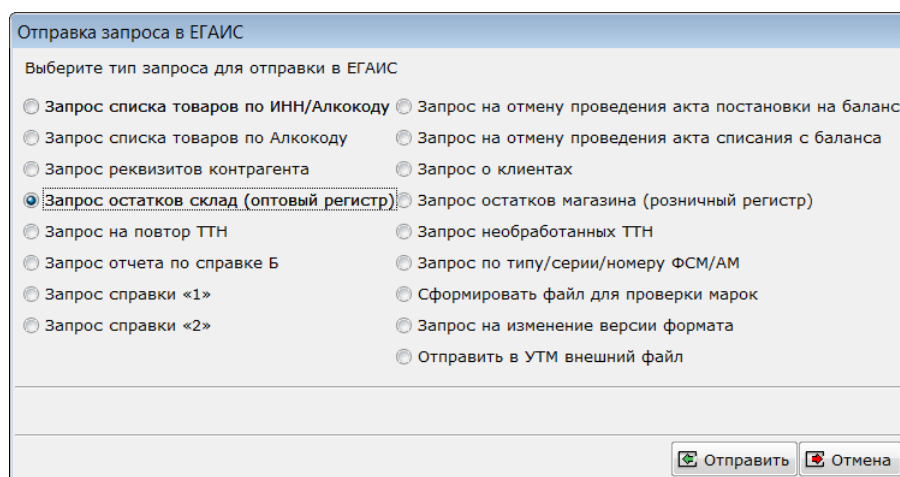 Отправка запроса в ЕГАИС
Выберите тип запроса для отправки в ЕГАИС
Запрос списка товаров по ИНН/Алкокоду
Запрос списка товаров по Алкокоду
Запрос реквизитов контрагента
Запрос остатков склад (оптовый регистр)
Запрос на повтор ТТН
Запрос отчета по справке Б
Запрос справки «1»
Запрос справки «2»
Запрос на отмену проведения акта постановки на баланс
Запрос на отмену проведения акта списания с баланса
Запрос о клиентах
Запрос остатков магазина (розничный регистр)
Запрос необработанных ТТН
Запрос по типу/серии/номеру ФСМ/АМ
Сформировать файл для проверки марок
Запрос на изменение версии формата
Отправить в УТМ внешний файл
Отправить
Отмена